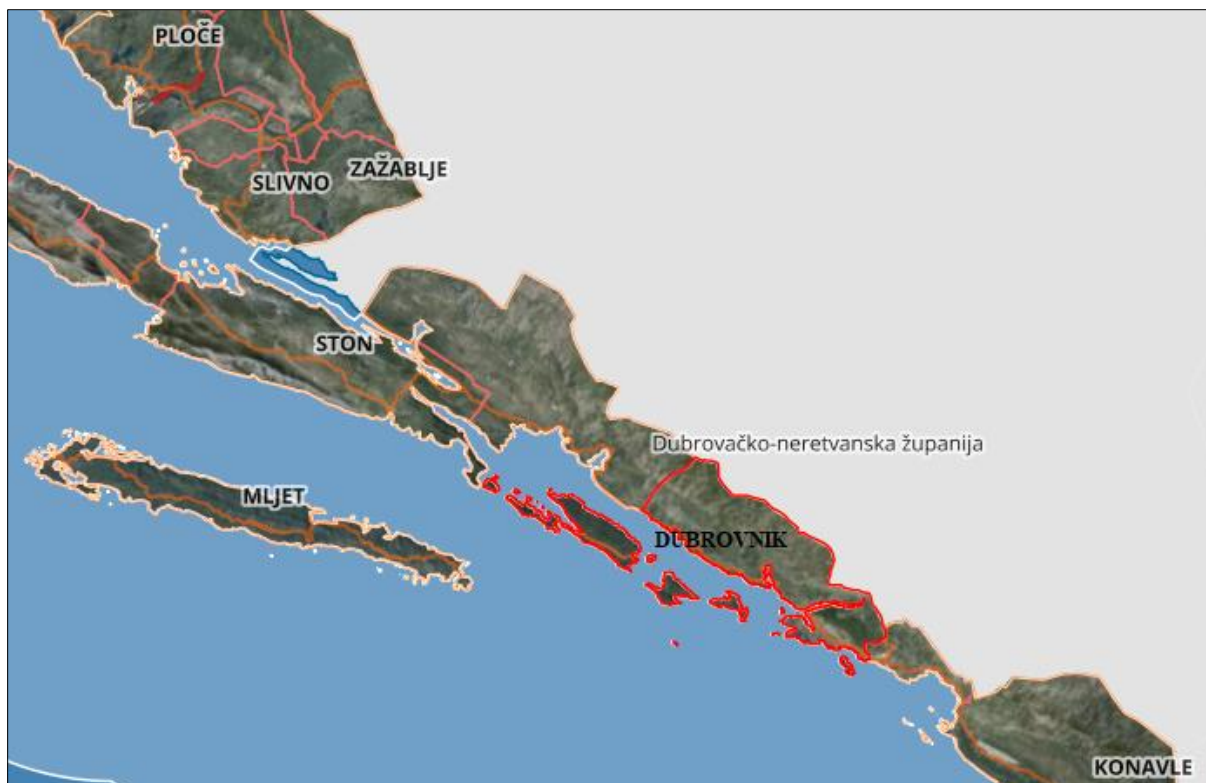 PLOČE
ZAŽABLJE
SLIVNO
STON
Dubrovačko-neretvanska županija
MLJET
DUBROVNIK
KONAVLE